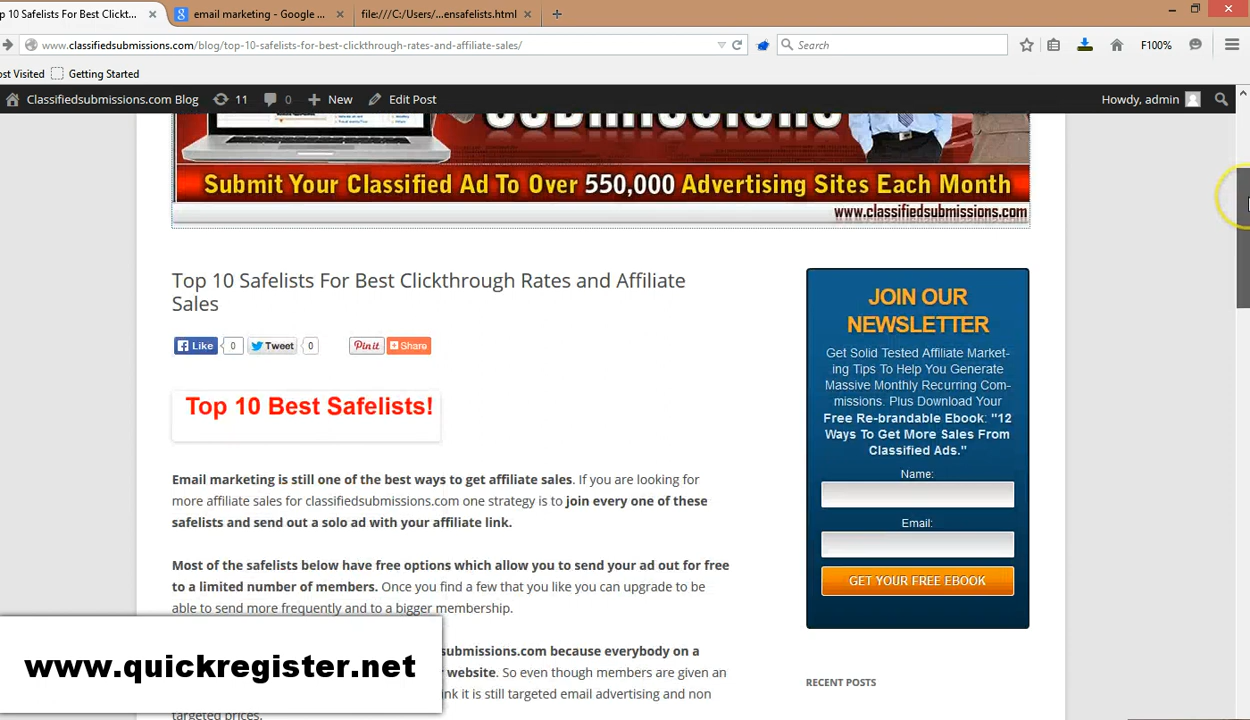 p 10 Safelists For Best Clickt...
email marketing - Google ...
file:///C:/Users/...ensafelists.html
www.classifiedsubmissions.com/blog/top-10-safelists-for-best-clickthrough-rates-and-affiliate-sales/
Search
F100%
ost Visited
Getting Started
Classifiedsubmissions.com Blog
11
0
New
Edit Post
Howdy, admin
SUBMISSIONS
Submit Your Classified Ad To Over 550,000 Advertising Sites Each Month
www.classifiedsubmissions.com
Top 10 Safelists For Best Clickthrough Rates and Affiliate
Sales
Like 0 Tweet 0 Pinit Share
Top 10 Best Safelists!
Email marketing is still one of the best ways to get affiliate sales. If you are looking for
more affiliate sales for classifiedsubmissions.com one strategy is to join every one of these
safelists and send out a solo ad with your affiliate link.
Most of the safelists below have free options which allow you to send your ad out for free
to a limited number of members. Once you find a few that you like you can upgrade to be
able to send more frequently and to a bigger membership.
submissions.com because everybody on a
website. So even though members are given an
ink it is still targeted email advertising and non
targeted prices.
JOIN OUR
NEWSLETTER
Get Solid Tested Affiliate Market-
ing Tips To Help You Generate
Massive Monthly Recurring Com-
missions. Plus Download Your
Free Re-brandable Ebook: "12
Ways To Get More Sales From
Classified Ads."
Name:
Email:
GET YOUR FREE EBOOK
RECENT POSTS
www.quickregister.net